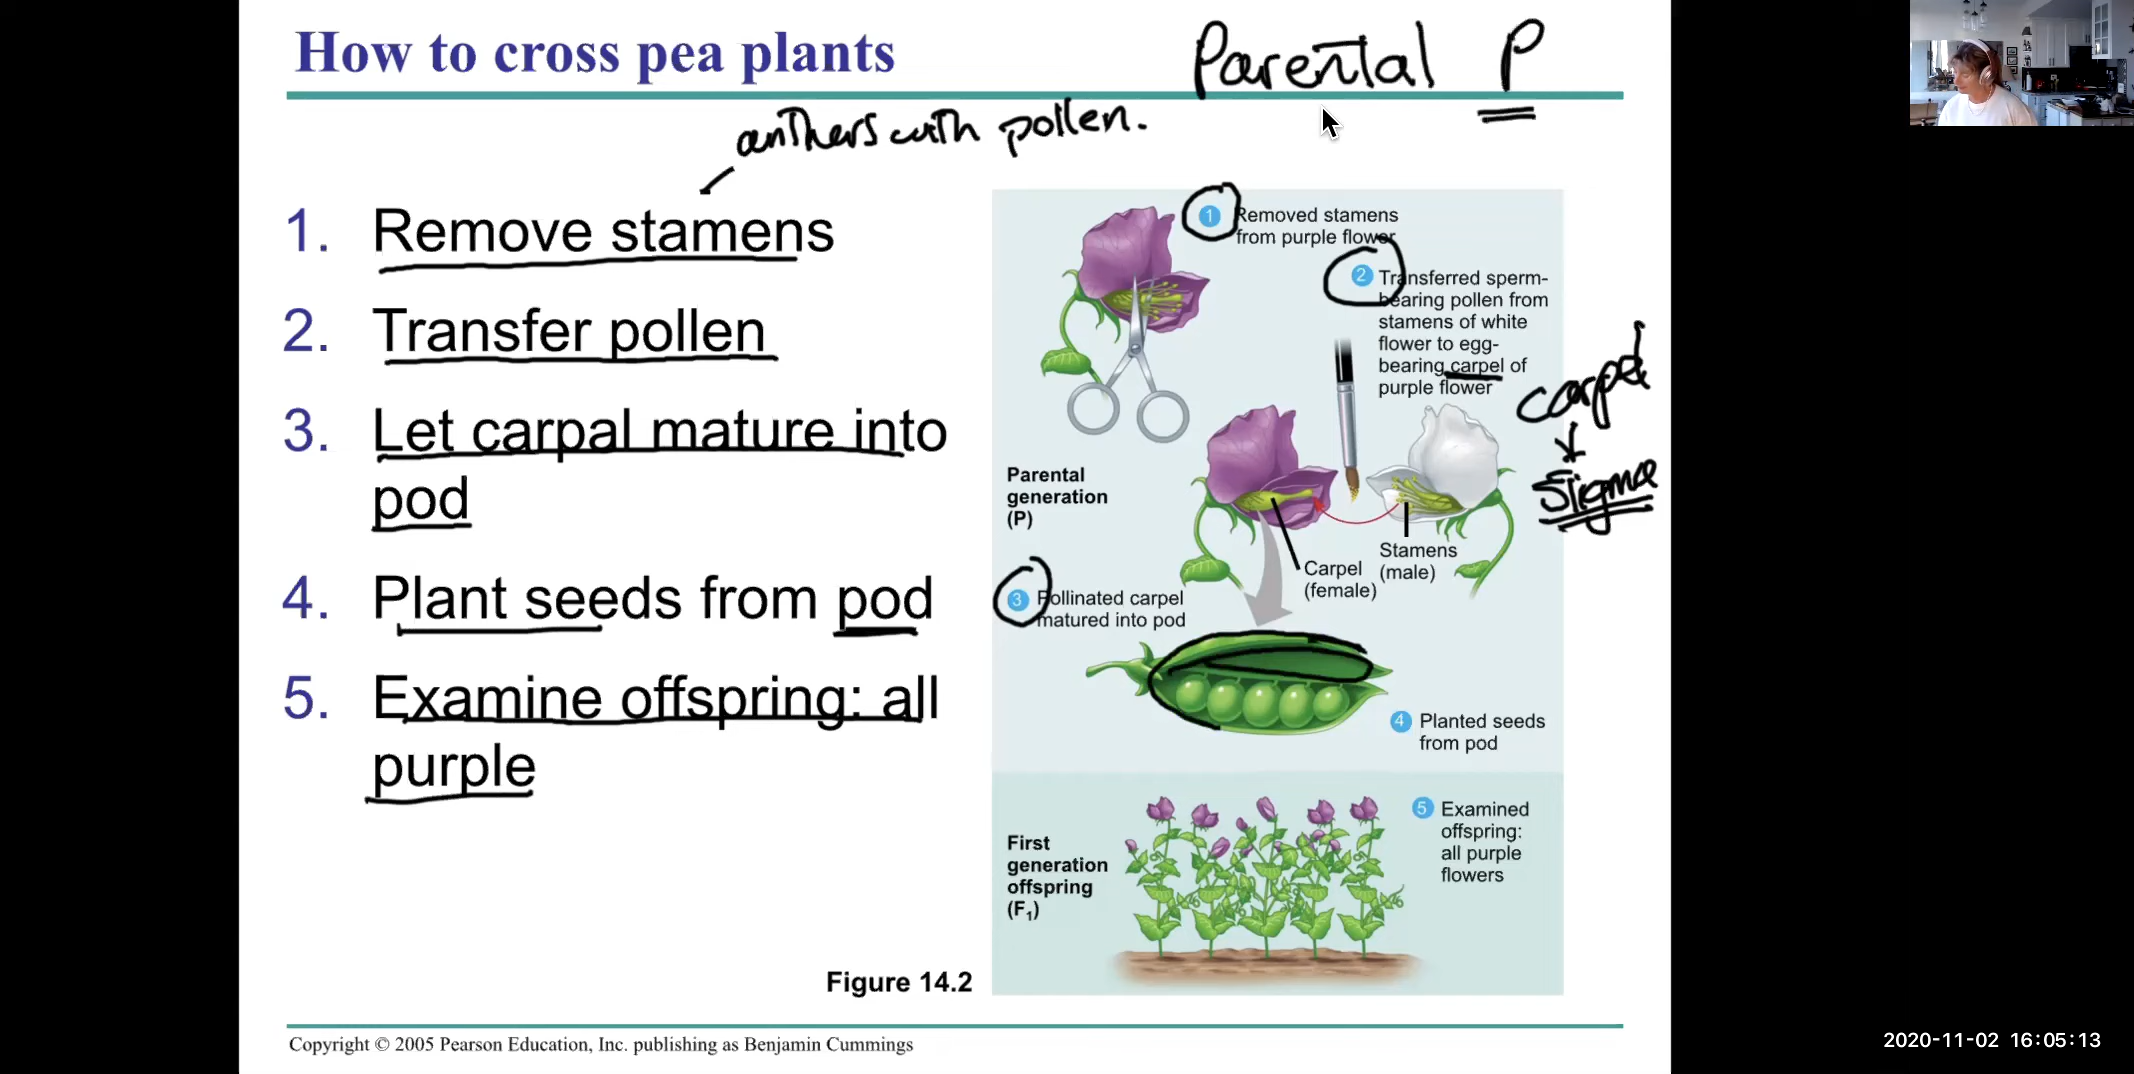 How to cross pea plants
Parental P
anthers with pollen.
1. Remove stamens
2. Transfer pollen
3. Let carpal mature into
pod
4. Plant seeds from pod
5. Examine offspring: all
purple
1 Removed stamens
from purple flower
2 Transferred sperm-
bearing pollen from
stamens of white
flower to egg-
bearing carpel of
purple flower
carpel
Stigma
Parental
generation
(P)
Stamens
(male)
Carpel
(female)
3 Pollinated carpel
matured into pod
4 Planted seeds
from pod
5 Examined
offspring:
all purple
flowers
First
generation
offspring
(F₁)
Figure 14.2
Copyright © 2005 Pearson Education, Inc. publishing as Benjamin Cummings
2020-11-02 16:05:13